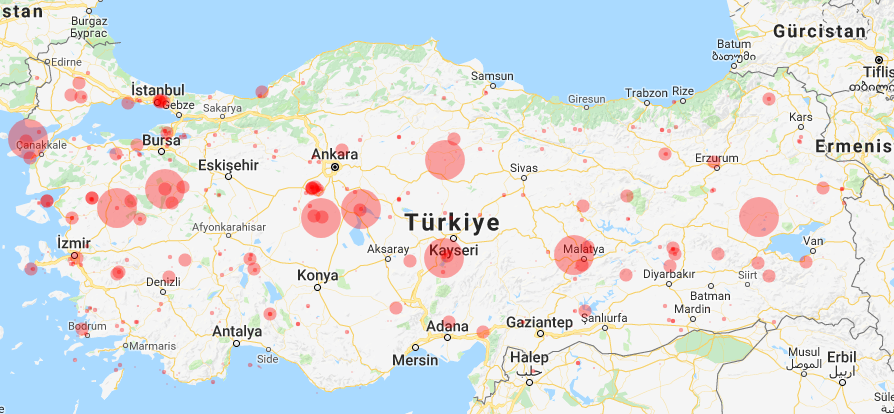 stan
Burgaz
Бургас
Gürcistan
Batum
ბათუმი
Edirne
Samsun
Tiflis
İstanbul
Gebze
Giresun
Trabzon
Rize
Sakarya
Kars
Çanakkale
Bursa
Ermenis
Ankara
Eskişehir
Sivas
Erzurum
Türkiye
Afyonkarahisar
İzmir
Aksaray
Kayseri
Malatya
Van
Konya
Denizli
Diyarbakır
Siirt
Batman
Mardin
Bodrum
Antalya
Adana
Gaziantep
Şanlıurfa
Marmaris
Side
Mersin
Halep
حلب
Musul
الموصل
Erbil
اربيل
Süle